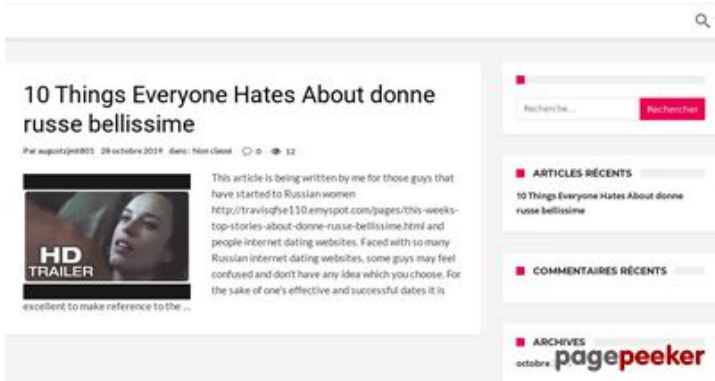 10 Things Everyone Hates About donne
russe bellissime
Par augustzjmt801 28 octobre 2019 dans : Non classé 0 12
HD
TRAILER
This article is being written by me for those guys that
have started to Russian women
http://travisqfse110.emyspot.com/pages/this-weeks-
top-stories-about-donne-russe-bellissime.html and
people internet dating websites. Faced with so many
Russian internet dating websites, some guys may feel
confused and don't have any idea which you choose. For
the sake of one's effective and successful dates it is
excellent to make reference to the ...
Recherche...
Rechercher
ARTICLES RÉCENTS
10 Things Everyone Hates About donne
russe bellissime
COMMENTAIRES RÉCENTS
ARCHIVES
octobre
pagepeeker